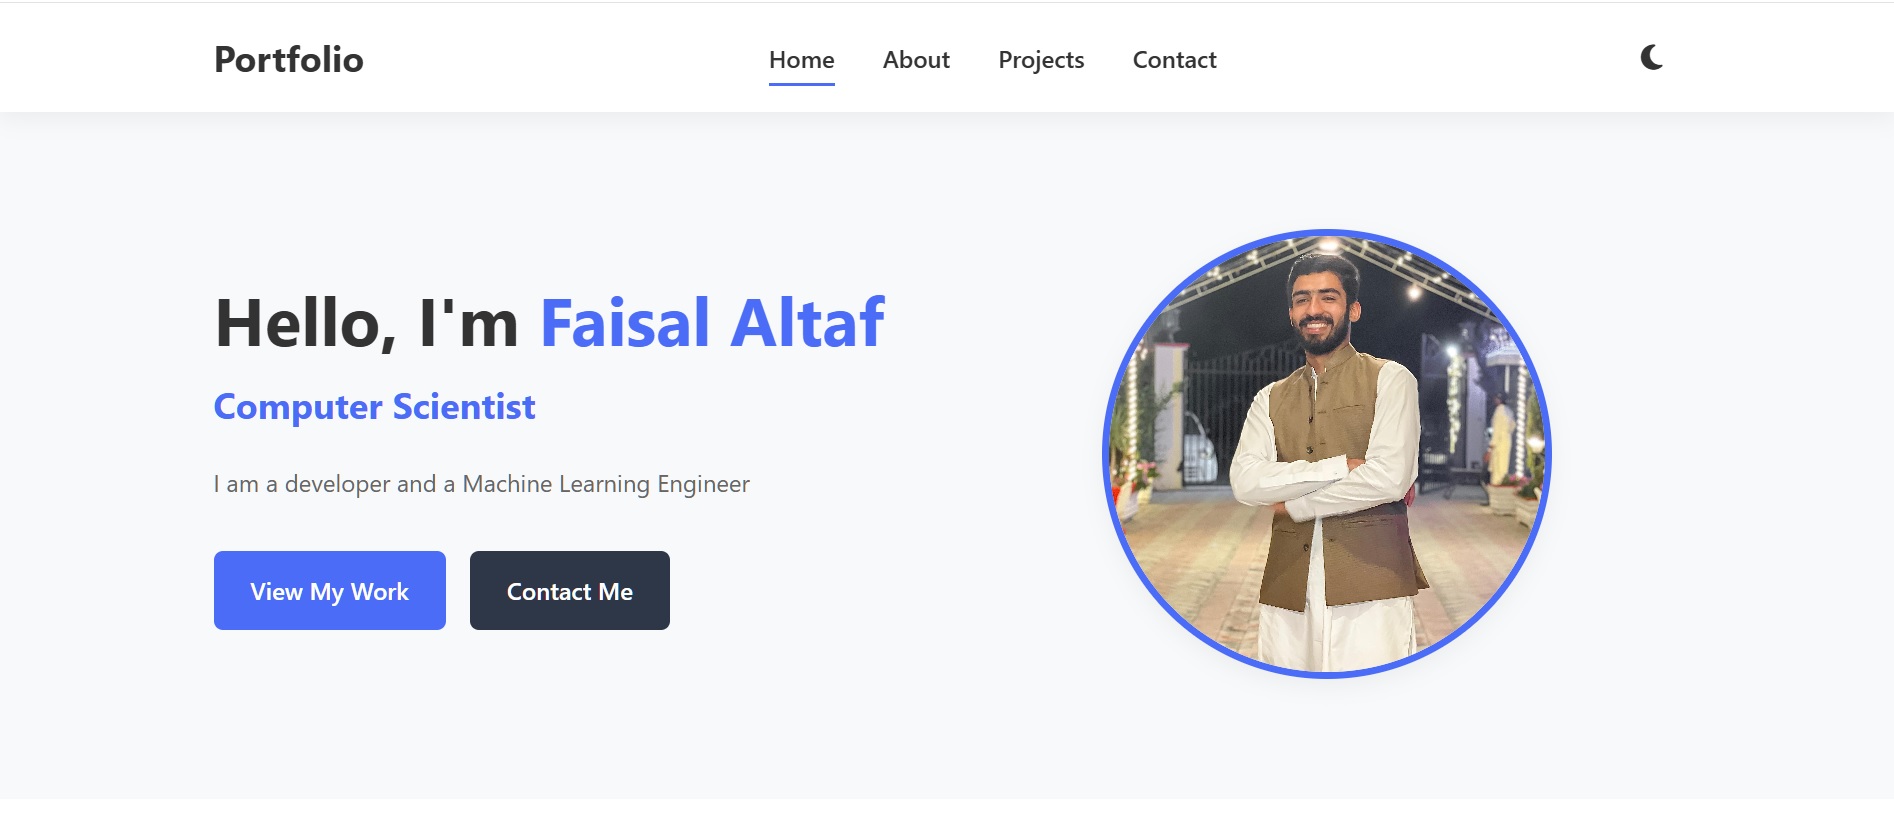 Portfolio
Home
About
Projects
Contact
Hello, I'm Faisal Altaf
Computer Scientist
I am a developer and a Machine Learning Engineer
View My Work
Contact Me